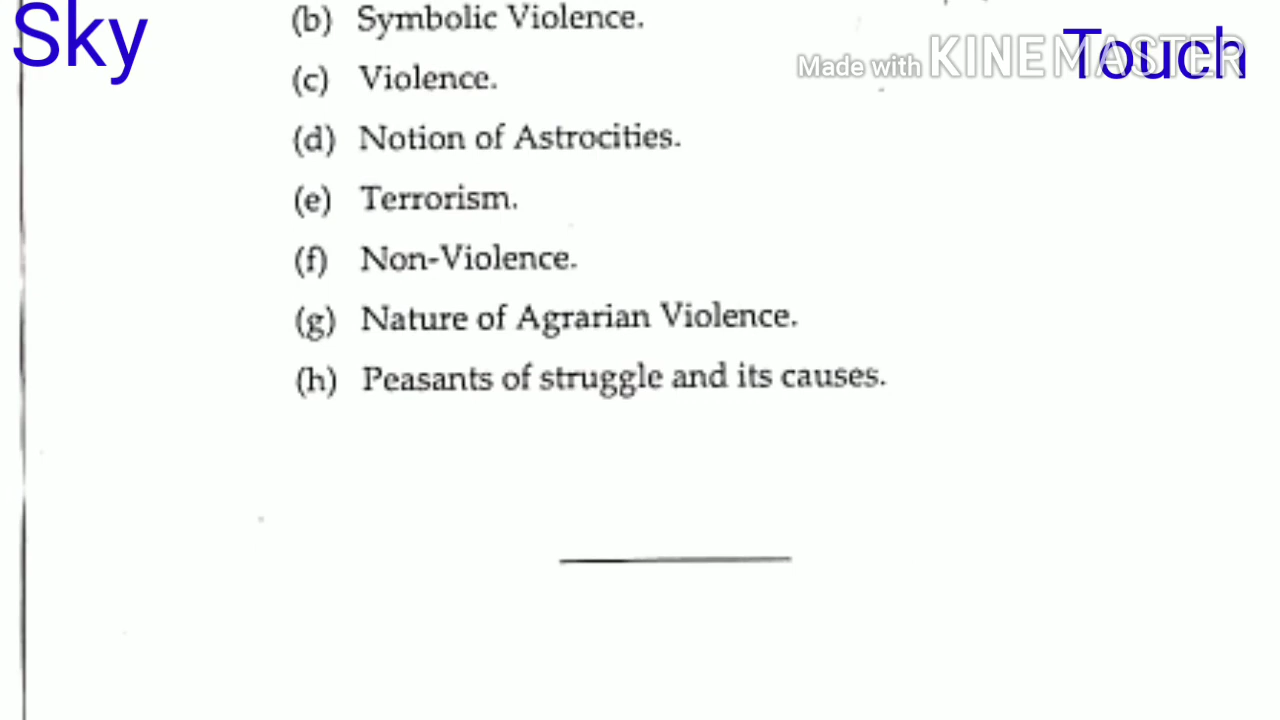 Sky
(b) Symbolic Violence.
Touch
Made with KINEMASTER
(c) Violence.
(d) Notion of Astrocities.
(e) Terrorism.
(f) Non-Violence.
(g) Nature of Agrarian Violence.
(h) Peasants of struggle and its causes.